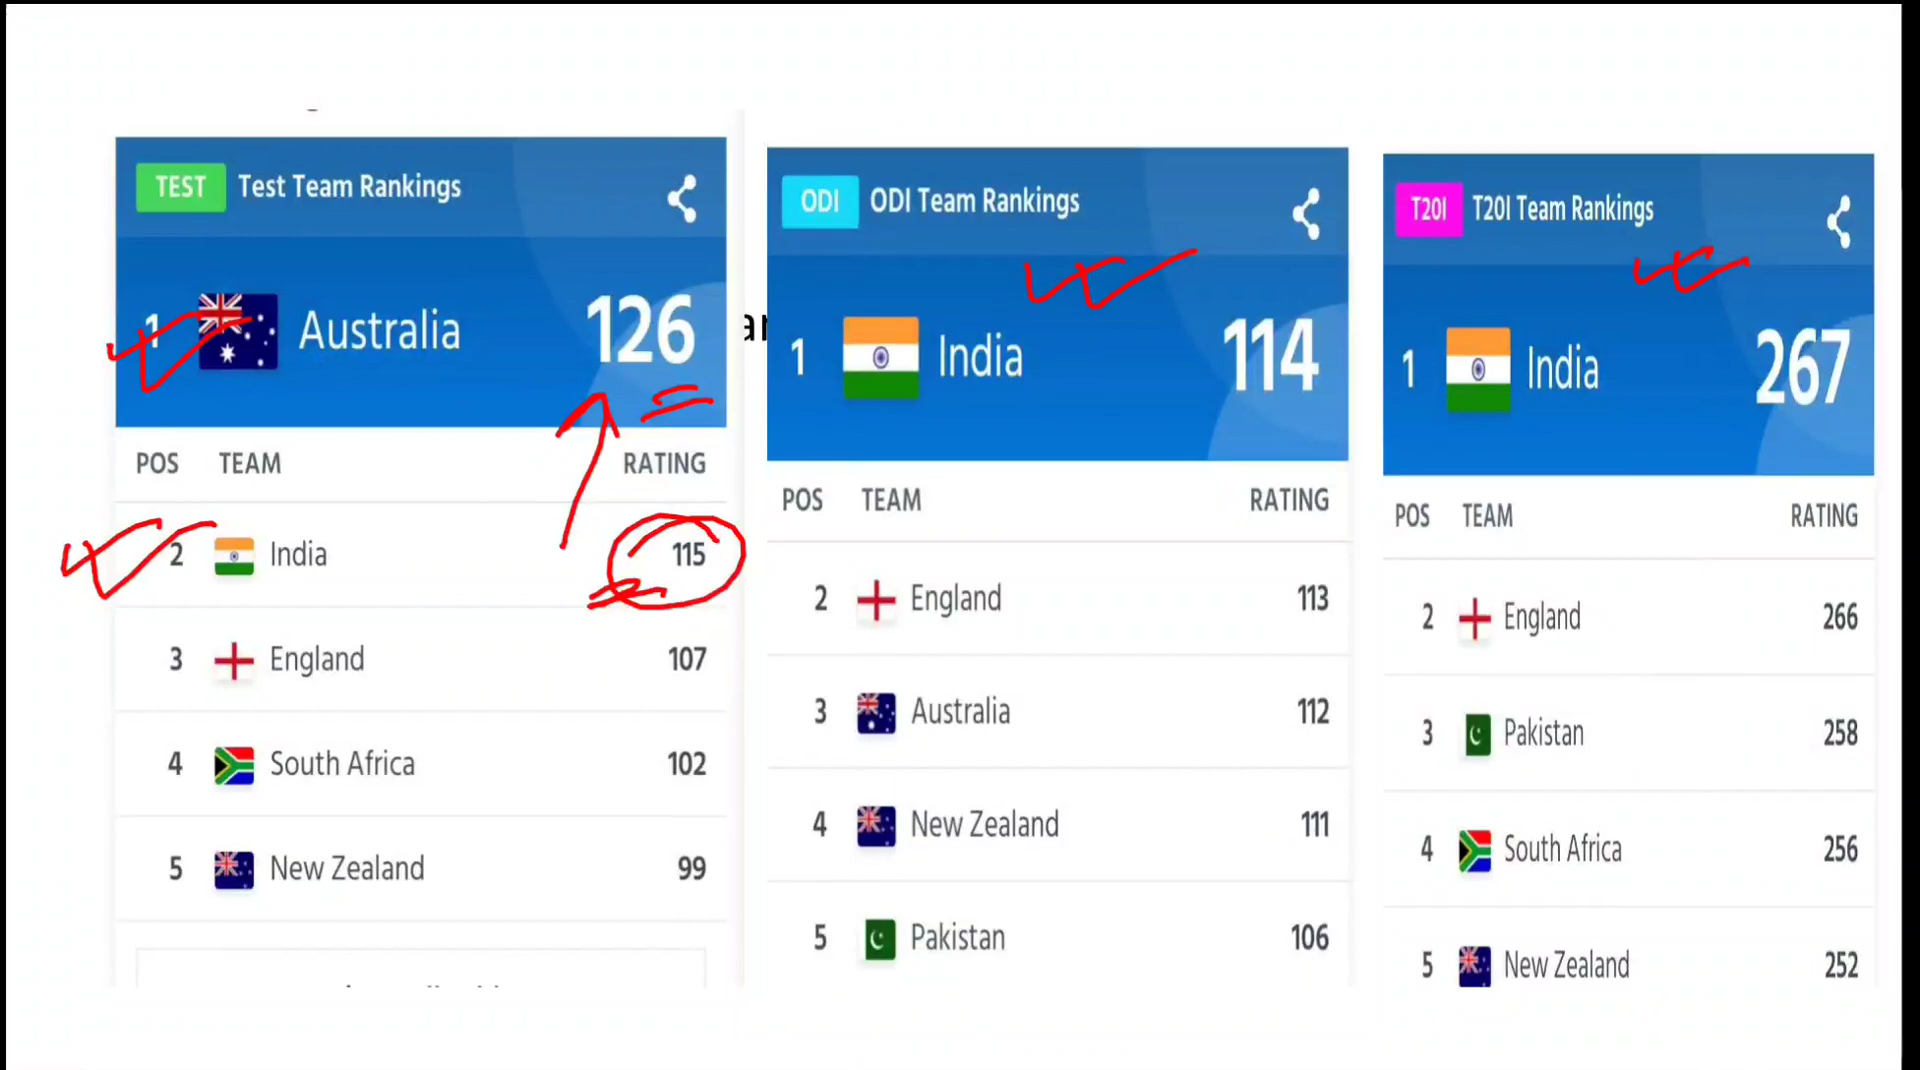 TEST Test Team Rankings
1 Australia 126
POS TEAM RATING
2 India 115
3 England 107
4 South Africa 102
5 New Zealand 99
ODI ODI Team Rankings
1 India 114
POS TEAM RATING
2 England 113
3 Australia 112
4 New Zealand 111
5 Pakistan 106
T20I T20I Team Rankings
1 India 267
POS TEAM RATING
2 England 266
3 Pakistan 258
4 South Africa 256
5 New Zealand 252